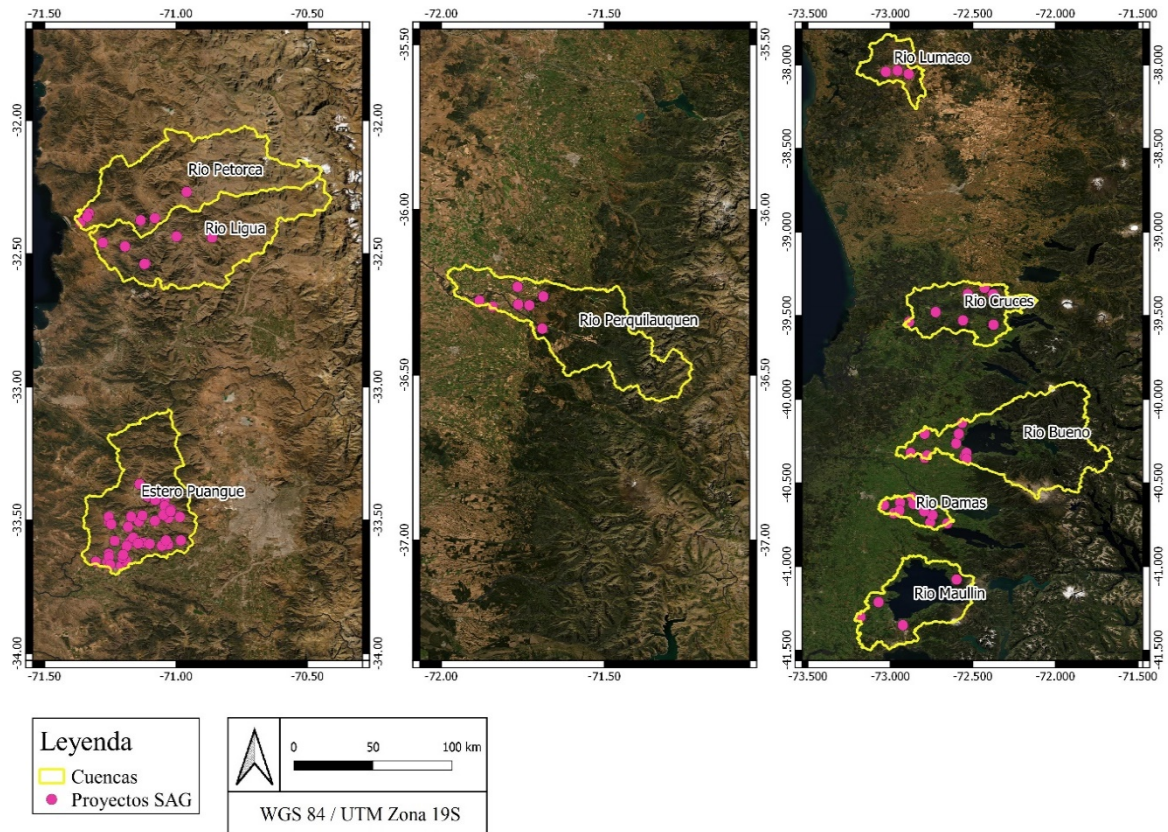 -71.50 -71.00 -70.50
-72.00 -71.50
-73.500 -73.000 -72.500 -72.000 -71.500
-32.00
-32.50
-33.00
-33.50
-34.00
Rio Petorca
Rio Ligua
Estero Puangue
-32.00
-32.50
-33.00
-33.50
-34.00
-35.50
-36.00
-36.50
-37.00
Rio Perquilauquen
-35.50
-36.00
-36.50
-37.00
-38.000
-38.500
-39.000
-39.500
-40.000
-40.500
-41.000
-41.500
Rio Lumaco
Rio Cruces
Rio Bueno
Rio Damas
Rio Maullin
-38.000
-38.500
-39.000
-39.500
-40.000
-40.500
-41.000
-41.500
-71.50 -71.00 -70.50
-72.00 -71.50
-73.500 -73.000 -72.500 -72.000 -71.500
Leyenda
Cuencas
Proyectos SAG
0 50 100 km
WGS 84 / UTM Zona 19S